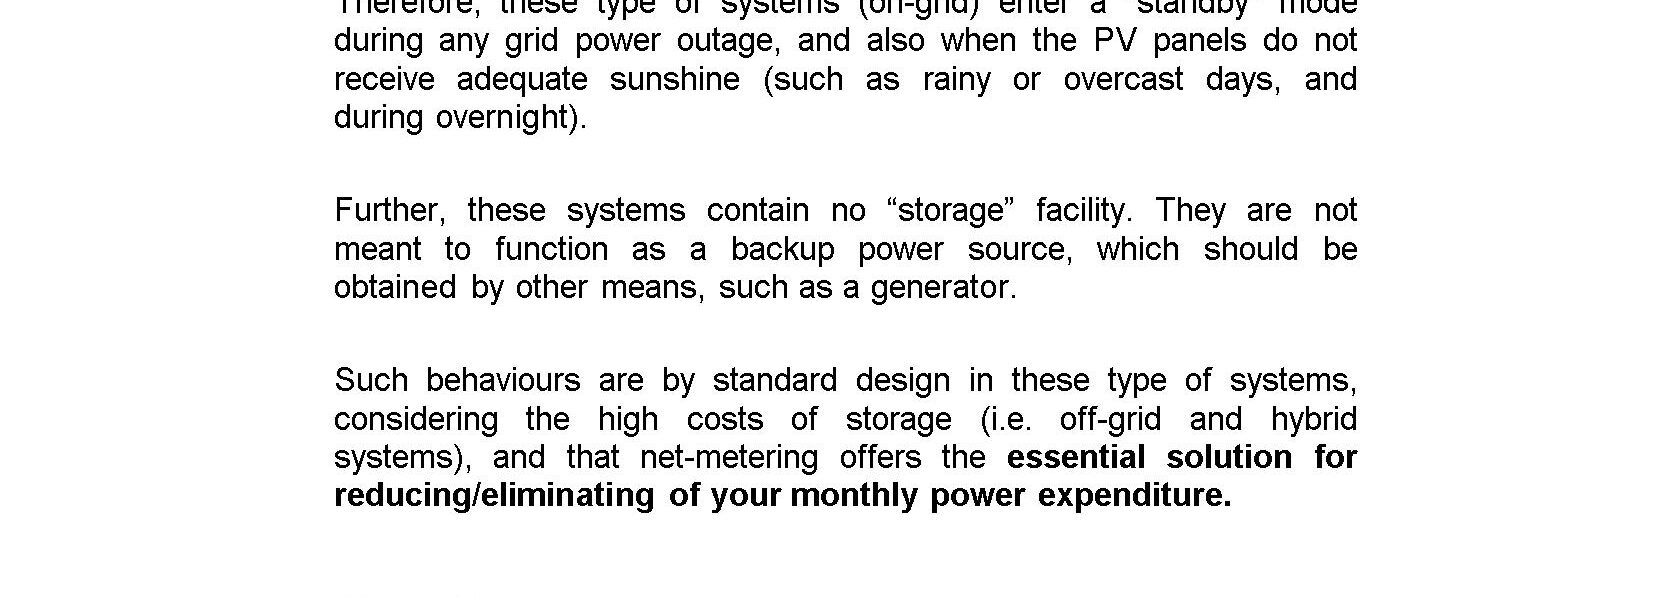 Therefore, these type of systems (on-grid) enter a “standby” mode
during any grid power outage, and also when the PV panels do not
receive adequate sunshine (such as rainy or overcast days, and
during overnight).
Further, these systems contain no “storage” facility. They are not
meant to function as a backup power source, which should be
obtained by other means, such as a generator.
Such behaviours are by standard design in these type of systems,
considering the high costs of storage (i.e. off-grid and hybrid
systems), and that net-metering offers the essential solution for
reducing/eliminating of your monthly power expenditure.